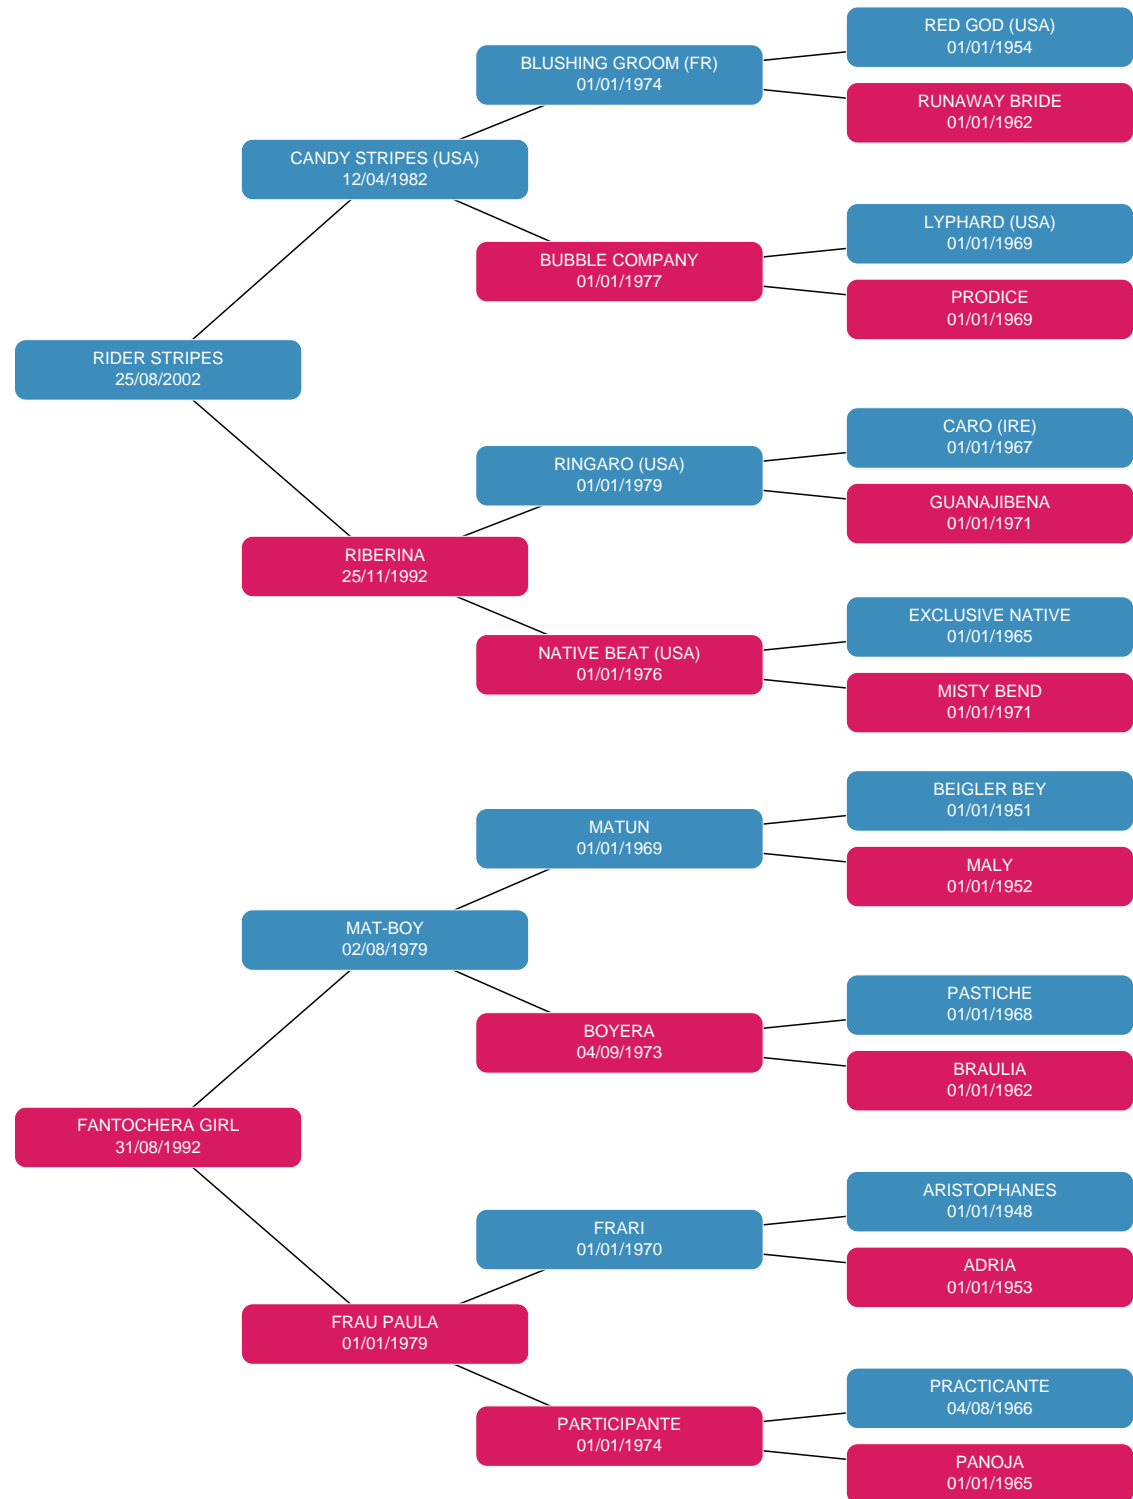 RED GOD (USA)
01/01/1954
BLUSHING GROOM (FR)
01/01/1974
RUNAWAY BRIDE
01/01/1962
CANDY STRIPES (USA)
12/04/1982
LYPHARD (USA)
01/01/1969
BUBBLE COMPANY
01/01/1977
PRODICE
01/01/1969
RIDER STRIPES
25/08/2002
CARO (IRE)
01/01/1967
RINGARO (USA)
01/01/1979
GUANAJIBENA
01/01/1971
RIBERINA
25/11/1992
EXCLUSIVE NATIVE
01/01/1965
NATIVE BEAT (USA)
01/01/1976
MISTY BEND
01/01/1971
BEIGLER BEY
01/01/1951
MATUN
01/01/1969
MALY
01/01/1952
MAT-BOY
02/08/1979
PASTICHE
01/01/1968
BOYERA
04/09/1973
BRAULIA
01/01/1962
FANTOCHERA GIRL
31/08/1992
ARISTOPHANES
01/01/1948
FRARI
01/01/1970
ADRIA
01/01/1953
FRAU PAULA
01/01/1979
PRACTICANTE
04/08/1966
PARTICIPANTE
01/01/1974
PANOJA
01/01/1965